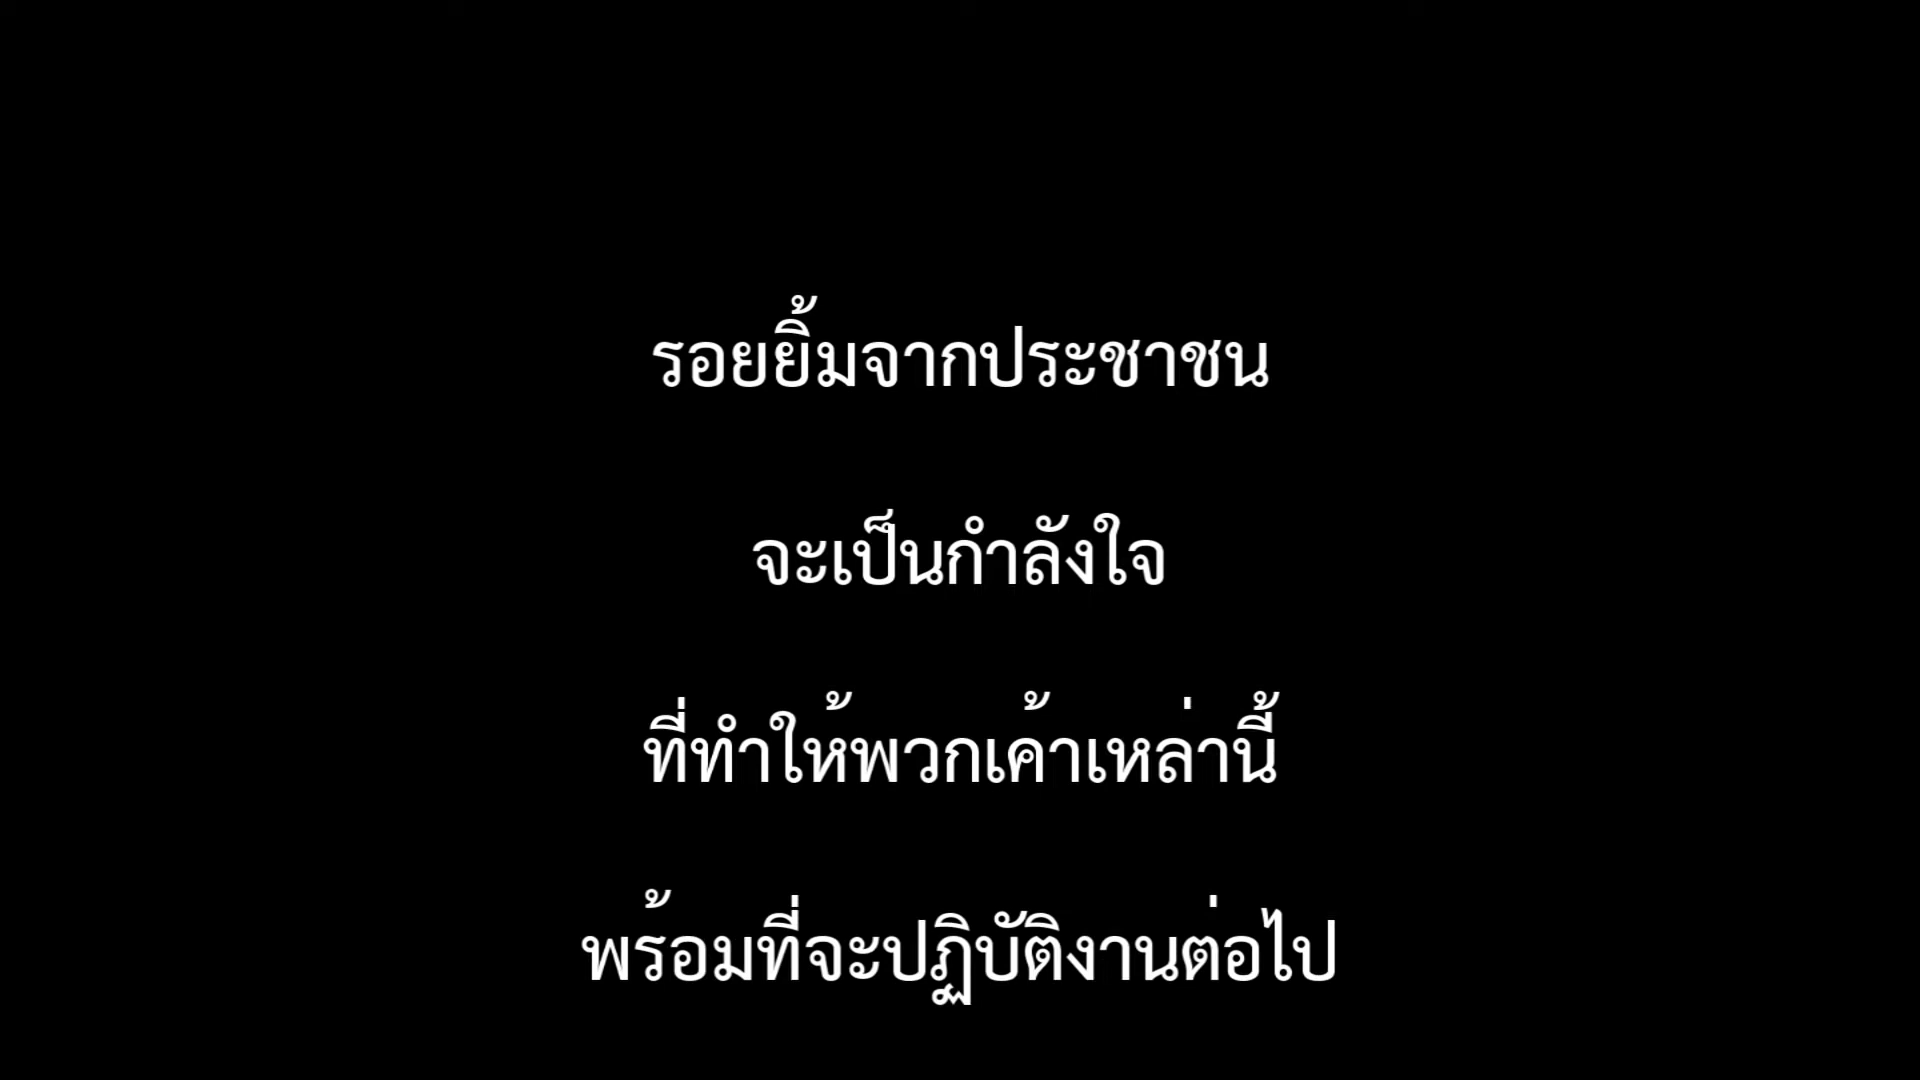 รอยยิ้มจากประชาชน
จะเป็นกำลังใจ
ที่ทำให้พวกเค้าเหล่านี้
พร้อมที่จะปฏิบัติงานต่อไป